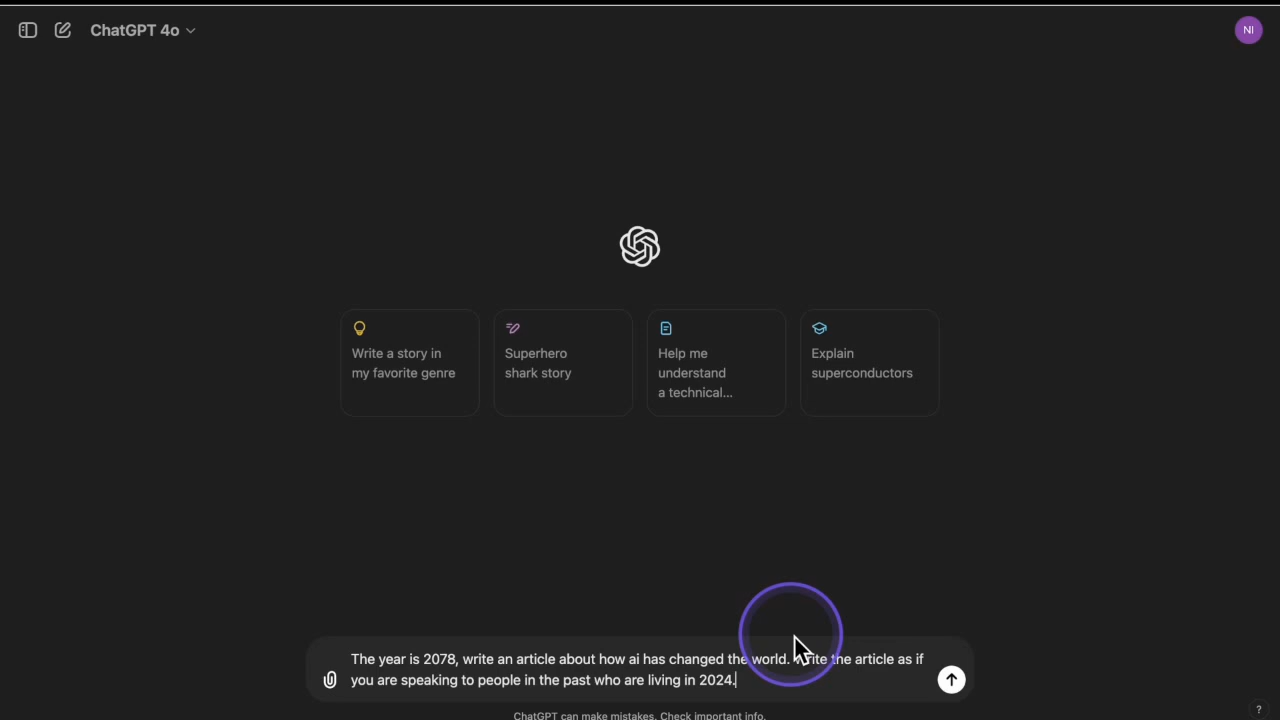 ChatGPT 4o
NI
Write a story in
my favorite genre
Superhero
shark story
Help me
understand
a technical...
Explain
superconductors
The year is 2078, write an article about how ai has changed the world. Write the article as if
you are speaking to people in the past who are living in 2024.
ChatGPT can make mistakes. Check important info.
?